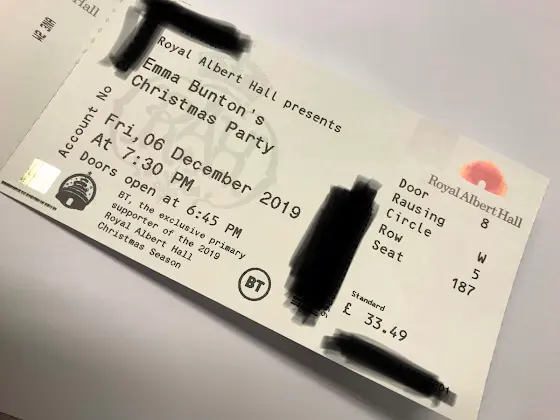 Hall
Royal Albert Hall presents
Emma Bunton's
Christmas Party
Fri, 06 December 2019
At 7:30 PM
Doors open at 6:45 PM
BT, the exclusive primary
supporter of the 2019
Royal Albert Hall
Christmas Season
BT
Account No
Royal Albert Hall
Door 8
Rausing
Circle W
Row 5
Seat 187
Standard
£ 33.49
RAH